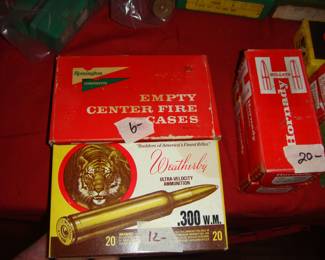 Remington
EMPTY
CENTER FIRE
CASES
6-
"Builders of America's Finest Rifles"
Weatherby
ULTRA-VELOCITY
AMMUNITION
.300 W.M.
20
12-
20
BULLETS
Hornady
20-